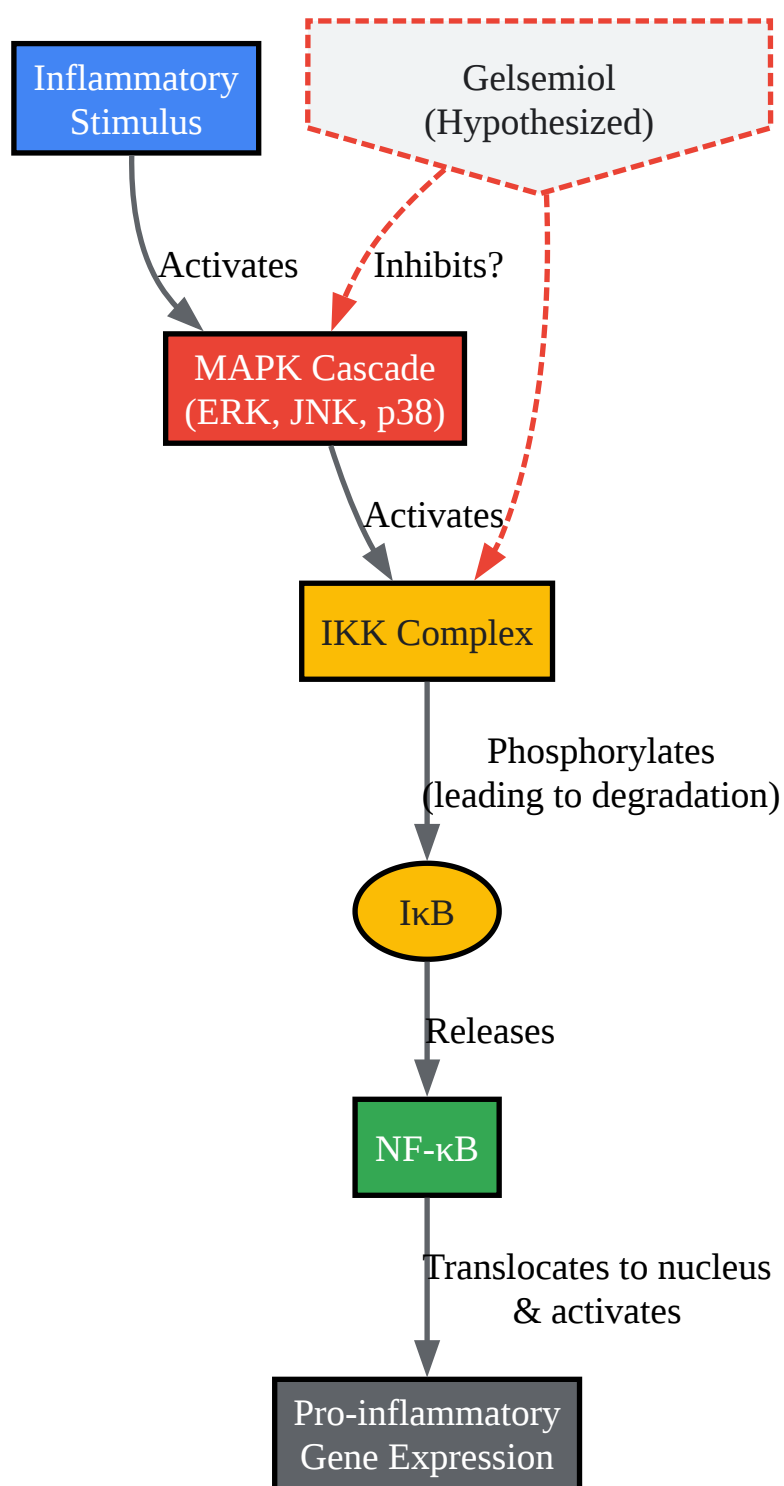 Inflammatory
Stimulus
Gelsemiol
(Hypothesized)
Activates
Inhibits?
MAPK Cascade
(ERK, JNK, p38)
Activates
IKK Complex
Phosphorylates
(leading to degradation)
IκB
Releases
NF-κB
Translocates to nucleus
& activates
Pro-inflammatory
Gene Expression